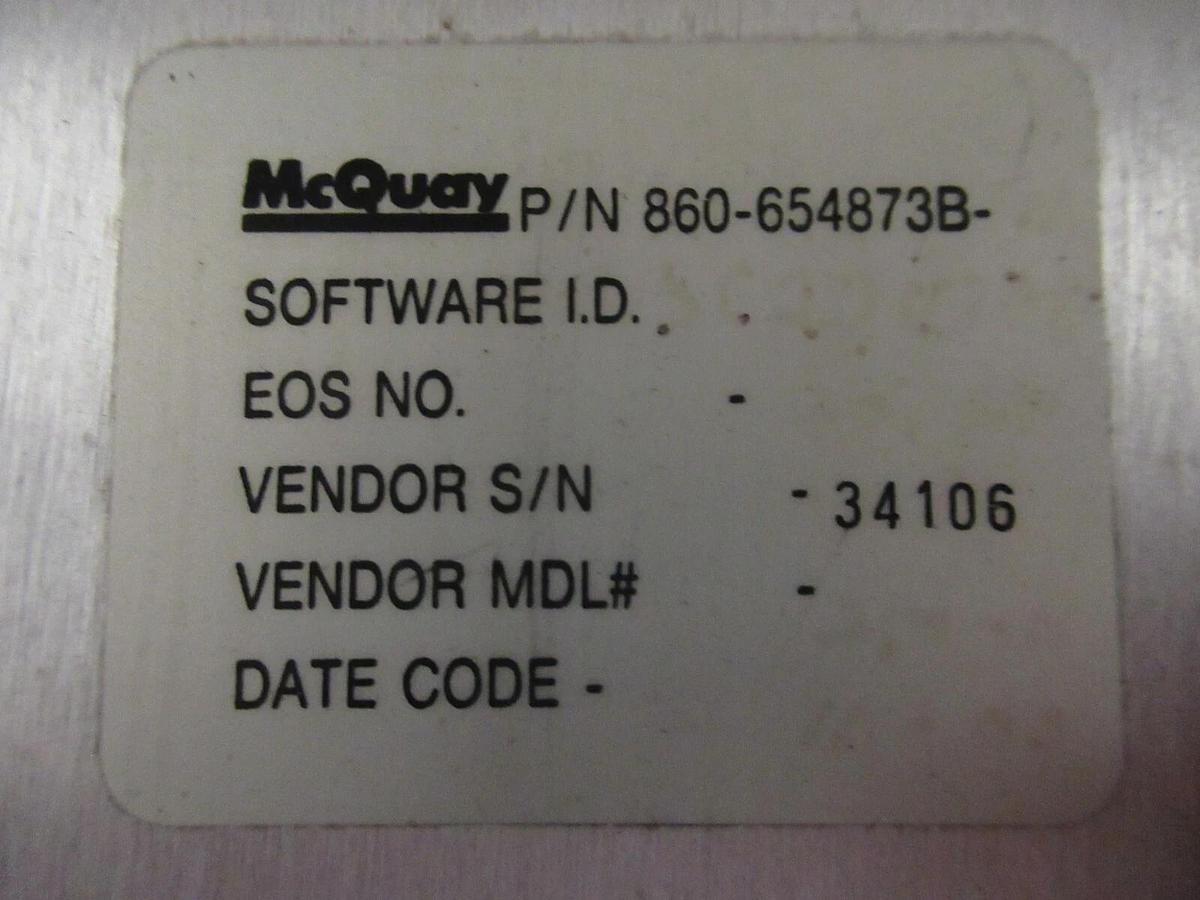 McQuay P/N 860-654873B-
SOFTWARE I.D.
EOS NO. -
VENDOR S/N - 34106
VENDOR MDL# -
DATE CODE -